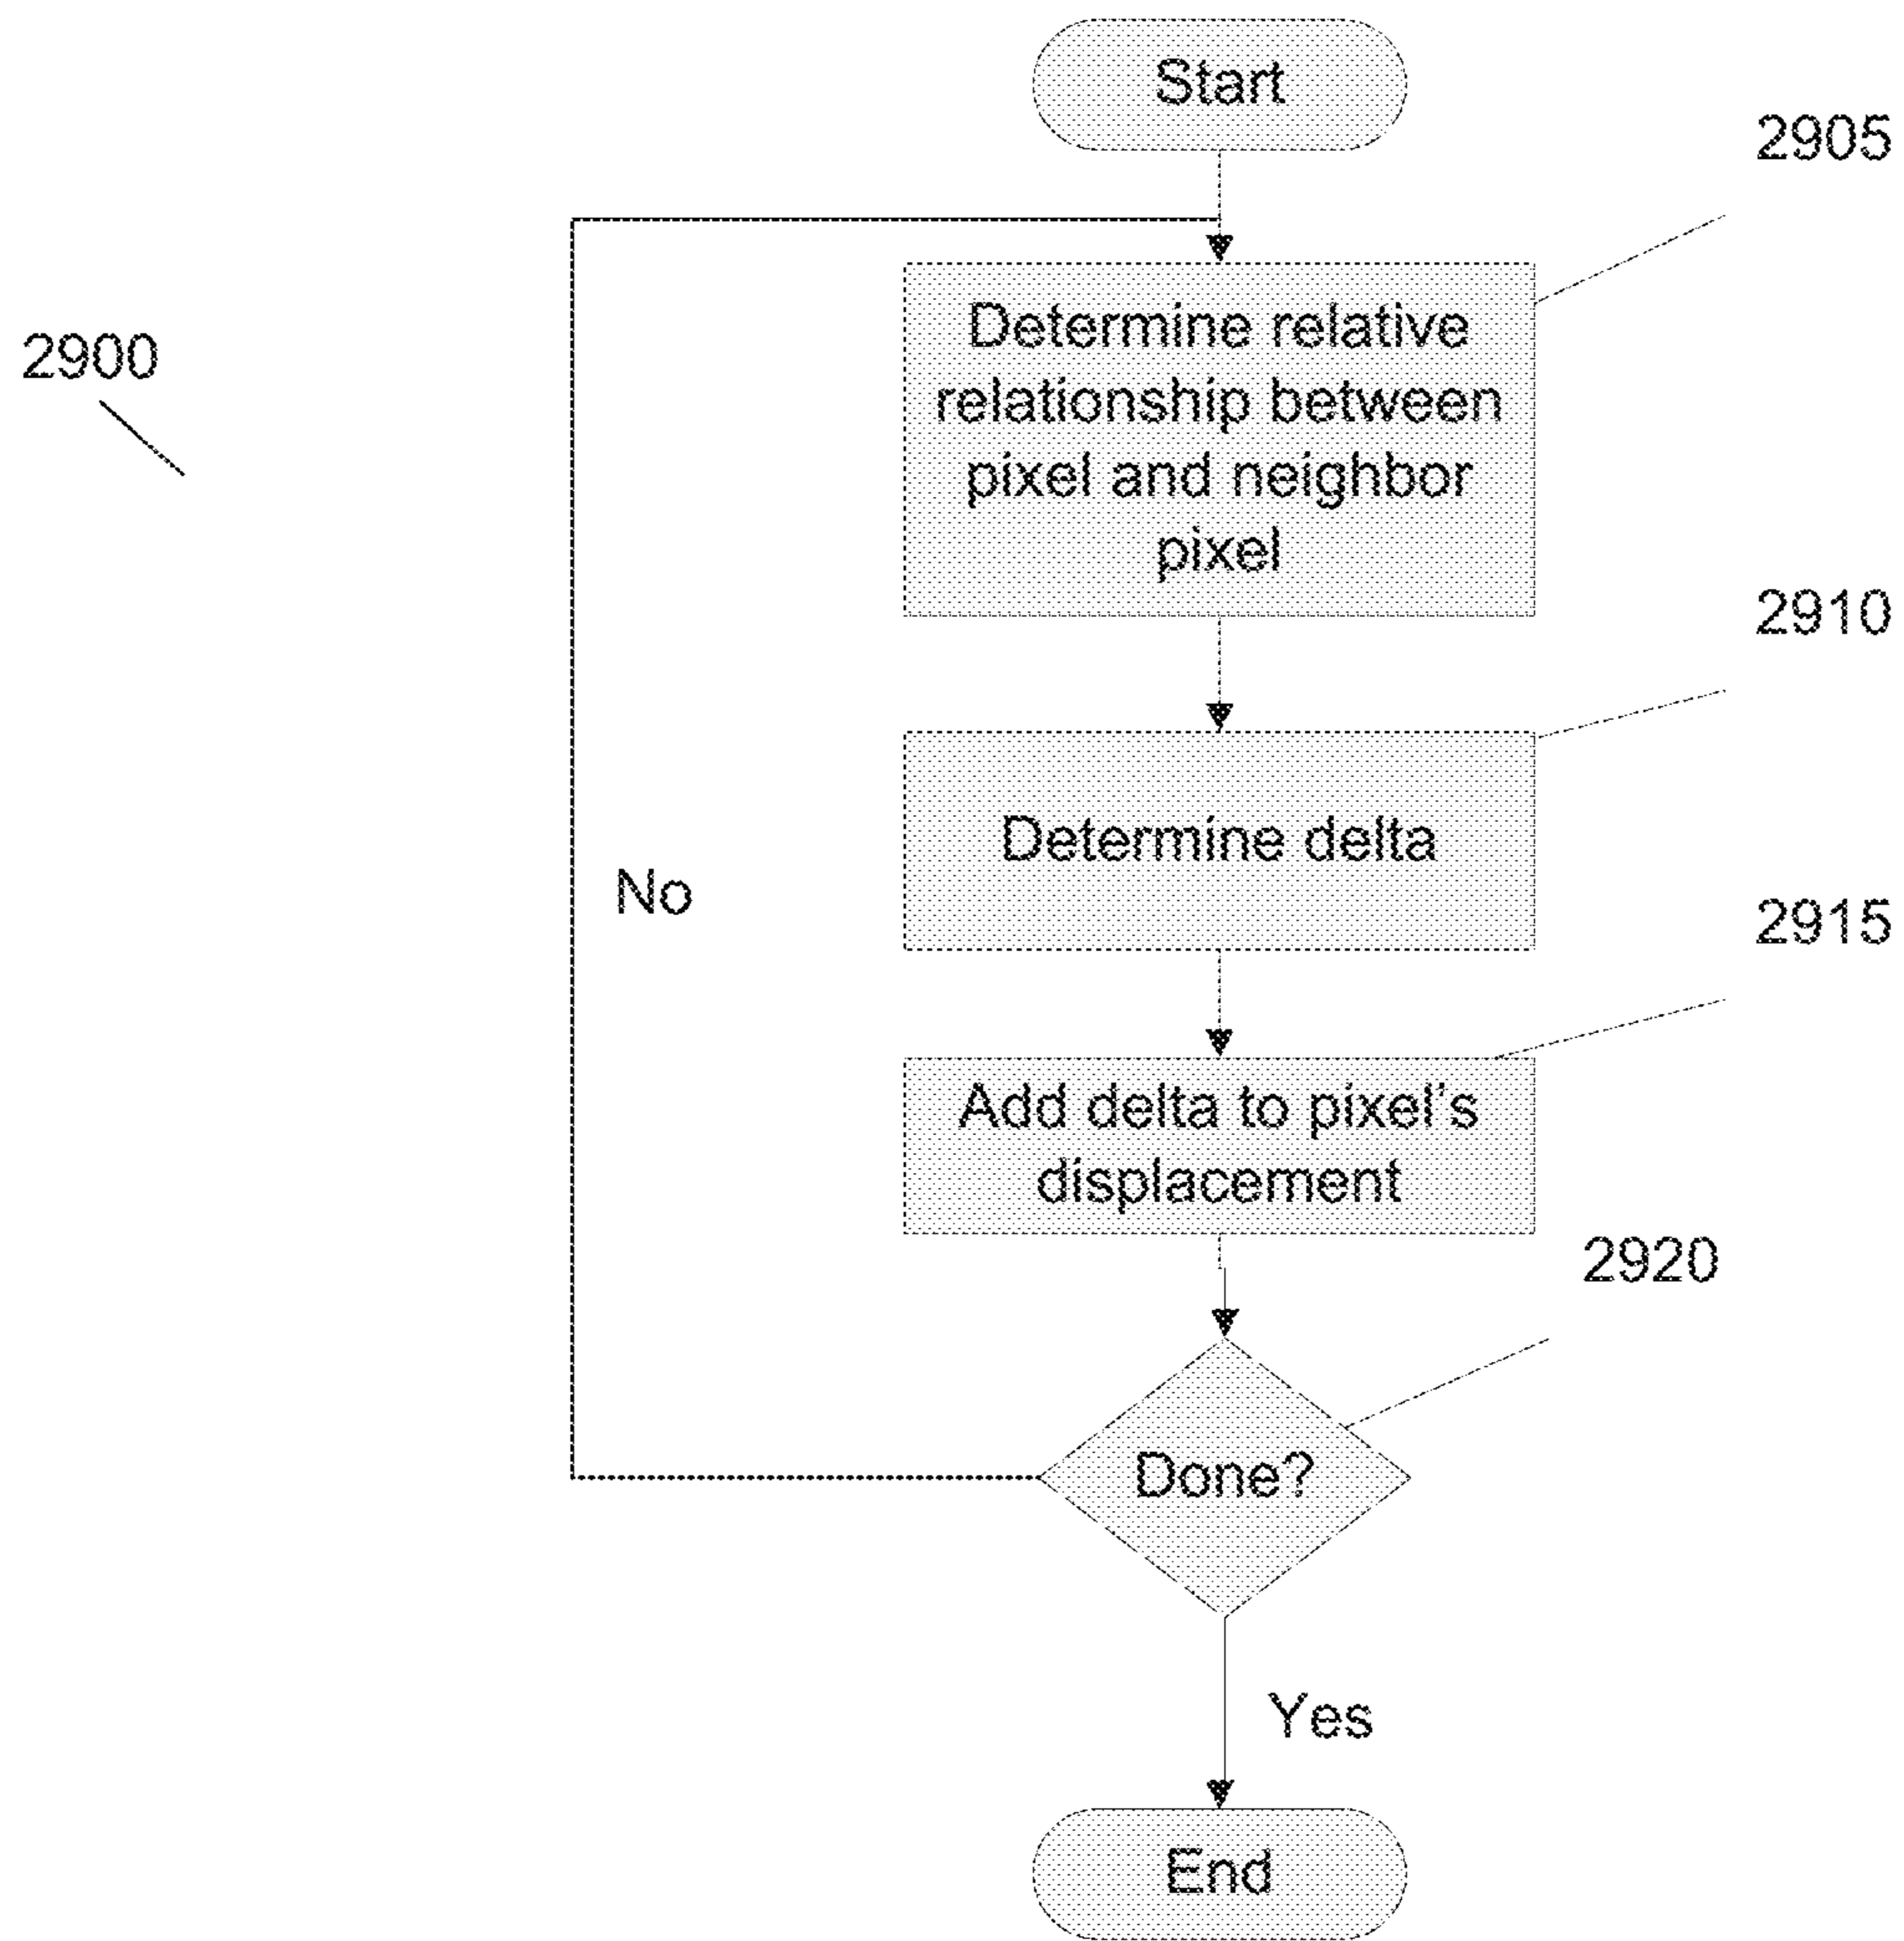 Start
2905
2900
Determine relative
relationship between
pixel and neighbor
pixel
2910
Determine delta
No
2915
Add delta to pixel's
displacement
2920
Done?
Yes
End